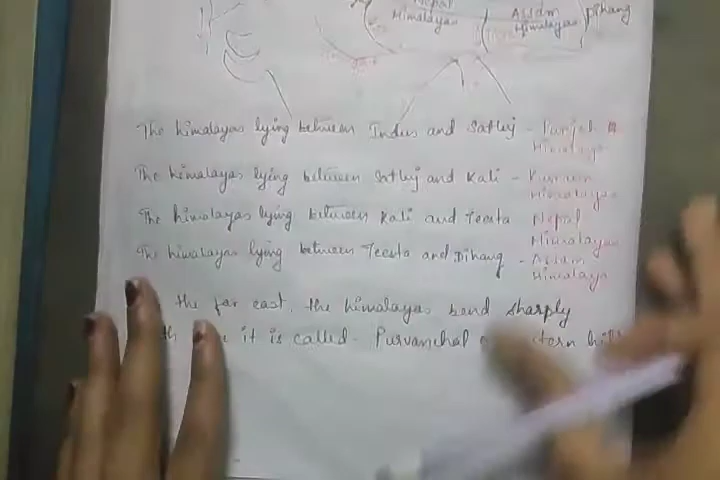 Nepal
Himalayas
Assam
Himalayas
Dihang
The himalayas lying between Indus and Satluj - Punjab
Himalaya
The himalayas lying between Satluj and Kali - Kumaon
Himalayas
The himalayas lying between Kali and Teesta Nepal
Himalayas
The himalayas lying between Teesta and Dihang - Assam
Himalaya
the far east, the himalayas bend sharply
it is called Purvanchal